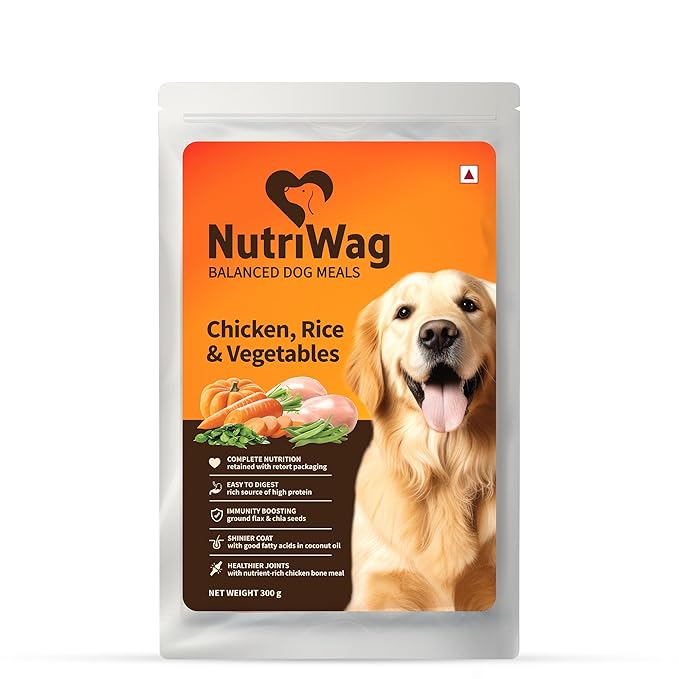 NutriWag
BALANCED DOG MEALS
Chicken, Rice
& Vegetables
COMPLETE NUTRITION
retained with retort packaging
EASY TO DIGEST
rich source of high protein
IMMUNITY BOOSTING
ground flax & chia seeds
SHINIER COAT
with good fatty acids in coconut oil
HEALTHIER JOINTS
with nutrient-rich chicken bone meal
NET WEIGHT 300 g